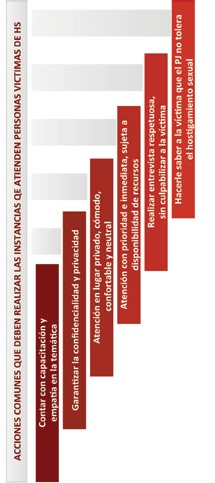 ACCIONES COMUNES QUE DEBEN REALIZAR LAS INSTANCIAS QE ATIENDEN PERSONAS VÍCTIMAS DE HS
Contar con capacitación y
empatía en la temática
Garantizar la confidencialidad y privacidad
Atención en lugar privado, cómodo,
confortable y neutral
Atención con prioridad e inmediata, sujeta a
disponibilidad de recursos
Realizar entrevista respetuosa,
sin culpabilizar a la víctima
Hacerle saber a la víctima que el PJ no tolera
el hostigamiento sexual